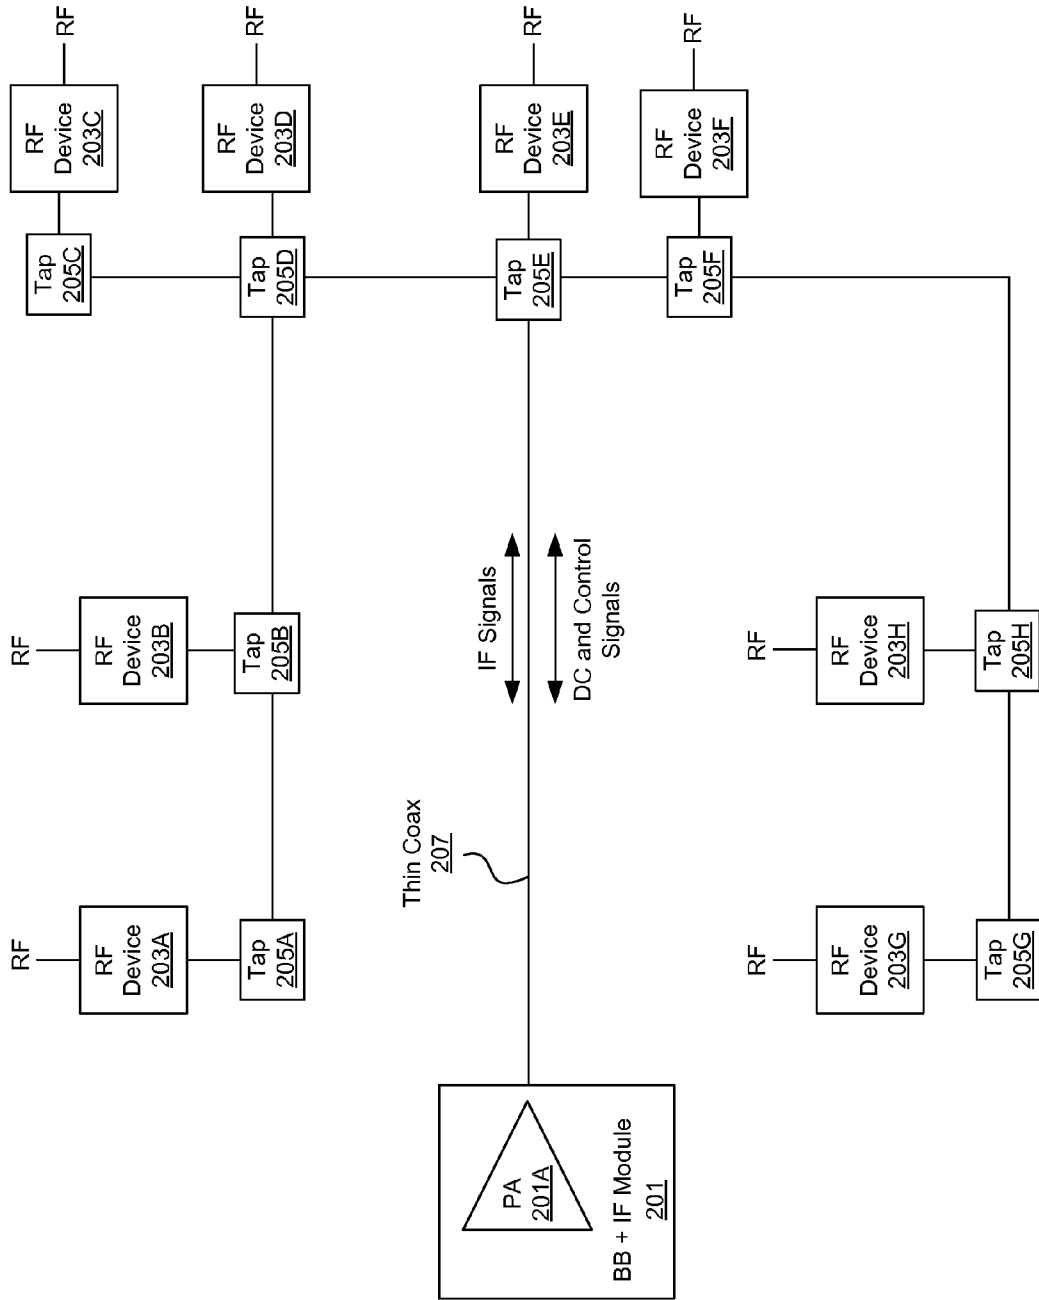 RF
RF
RF
Device
203A
RF
Device
203B
Tap
205C
RF
Device
203C
RF
Tap
205A
Tap
205B
Tap
205D
RF
Device
203D
RF
Thin Coax
207
IF Signals
DC and Control
Signals
PA
201A
BB + IF Module
201
Tap
205E
RF
Device
203E
RF
Tap
205F
RF
Device
203F
RF
RF
RF
RF
Device
203G
RF
Device
203H
Tap
205G
Tap
205H